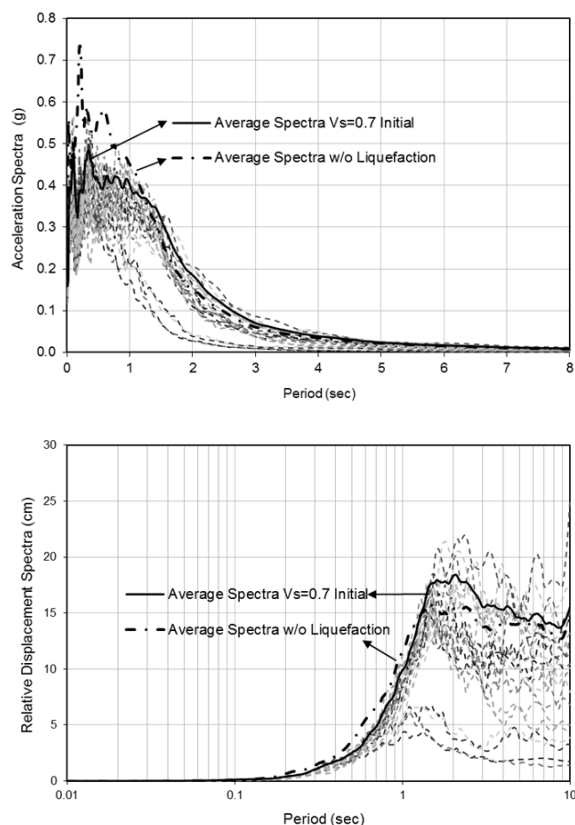 0.8
0.7
0.6
0.5
0.4
0.3
0.2
0.1
0.0
Acceleration Spectra (g)
Average Spectra Vs=0.7 Initial
Average Spectra w/o Liquefaction
0 1 2 3 4 5 6 7 8
Period (sec)
30
25
20
15
10
5
0
Relative Displacement Spectra (cm)
Average Spectra Vs=0.7 Initial
Average Spectra w/o Liquefaction
0.01 0.1 1 10
Period (sec)